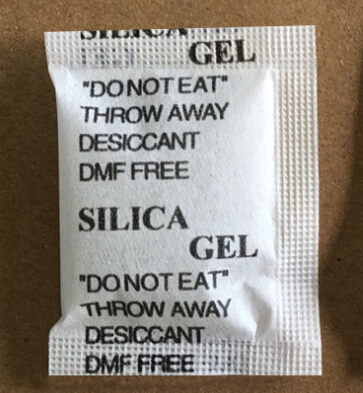 SILICA
GEL
"DO NOT EAT"
THROW AWAY
DESICCANT
DMF FREE
SILICA
GEL
"DO NOT EAT"
THROW AWAY
DESICCANT
DMF FREE